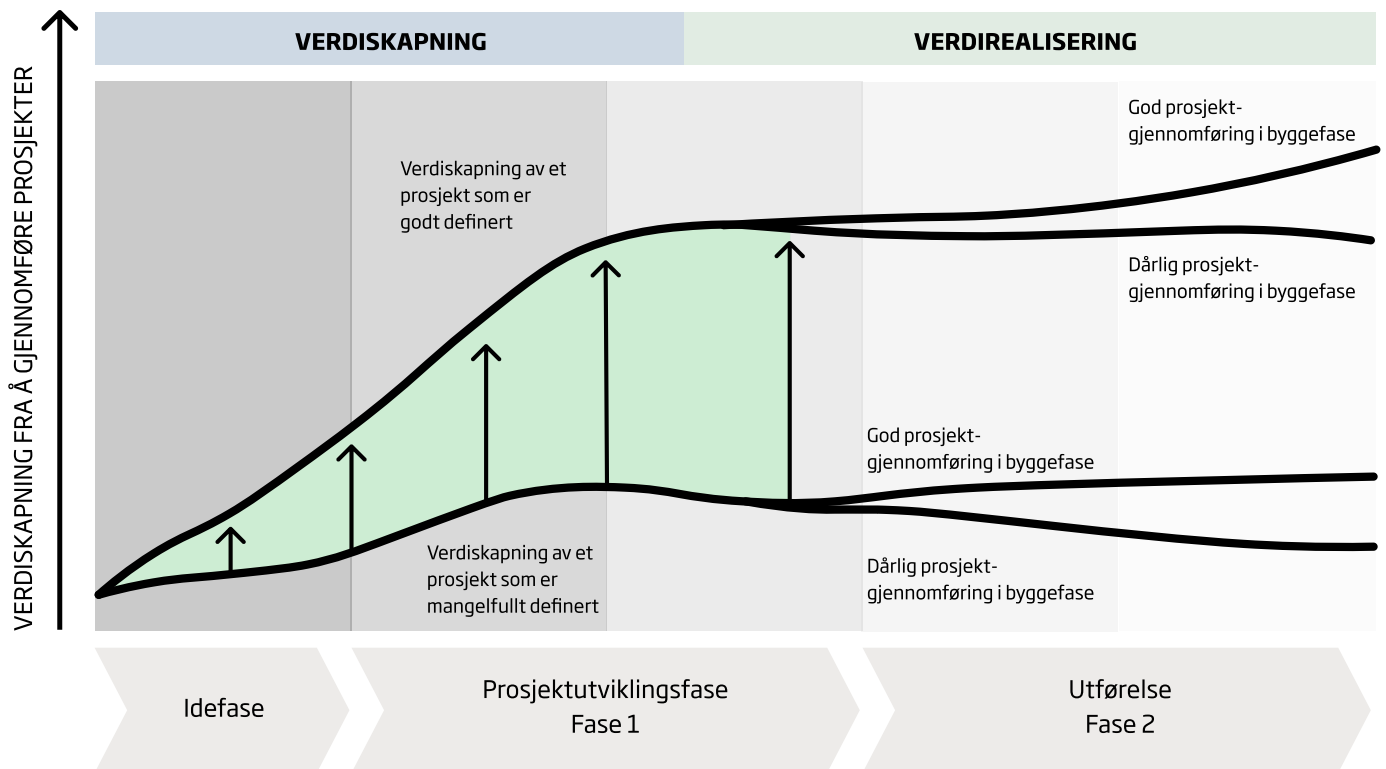 VERDISKAPNING
VERDIREALISERING
VERDISKAPNING FRA Å GJENNOMFØRE PROSJEKTER
God prosjekt-
gjennomføring i byggefase
Verdiskapning av et
prosjekt som er
godt definert
Dårlig prosjekt-
gjennomføring i byggefase
God prosjekt-
gjennomføring i byggefase
Verdiskapning av et
prosjekt som er
mangelfullt definert
Dårlig prosjekt-
gjennomføring i byggefase
Idefase
Prosjektutviklingsfase
Fase 1
Utførelse
Fase 2